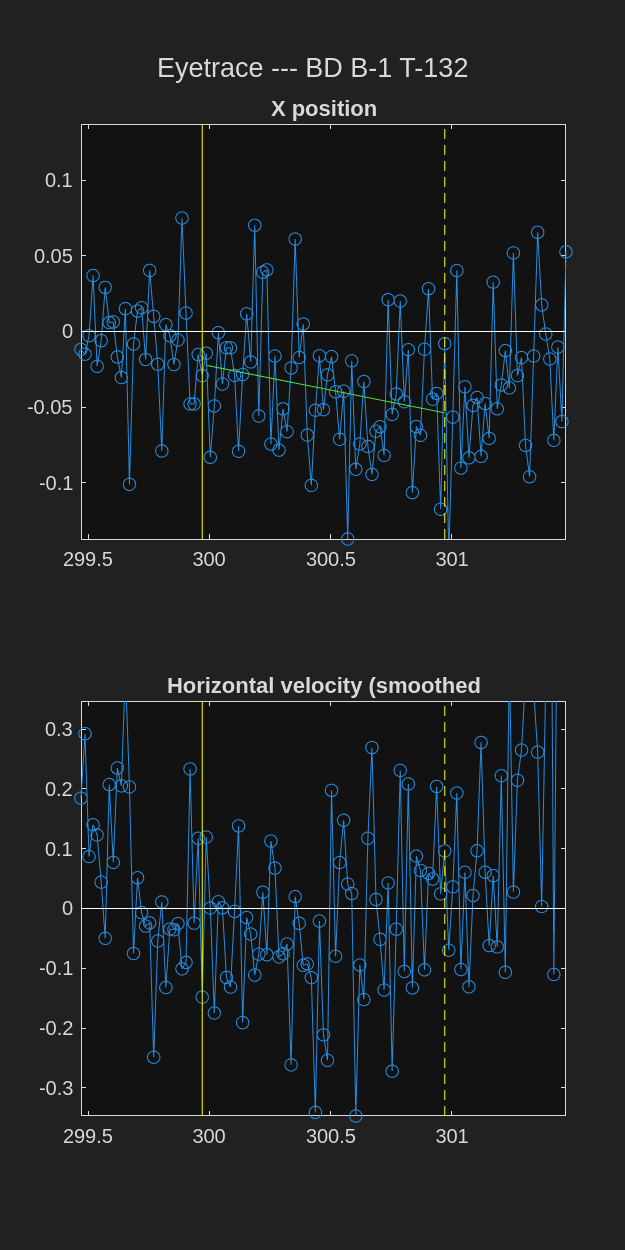 Eyetrace --- BD B-1 T-132
X position
0.1
0.05
0
-0.05
-0.1
299.5 300 300.5 301
Horizontal velocity (smoothed
0.3
0.2
0.1
0
-0.1
-0.2
-0.3
299.5 300 300.5 301